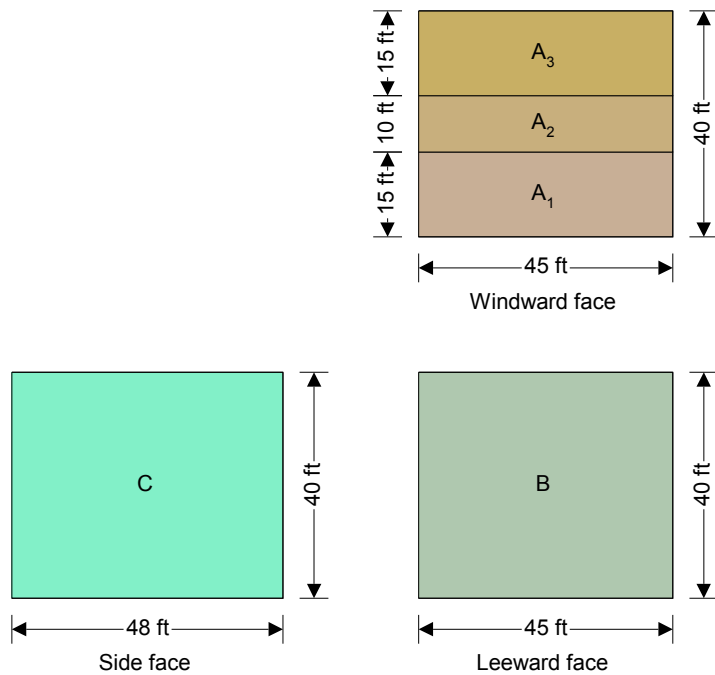 15 ft
A₃
10 ft
A₂
40 ft
15 ft
A₁
45 ft
Windward face
C
40 ft
B
40 ft
48 ft
45 ft
Side face
Leeward face